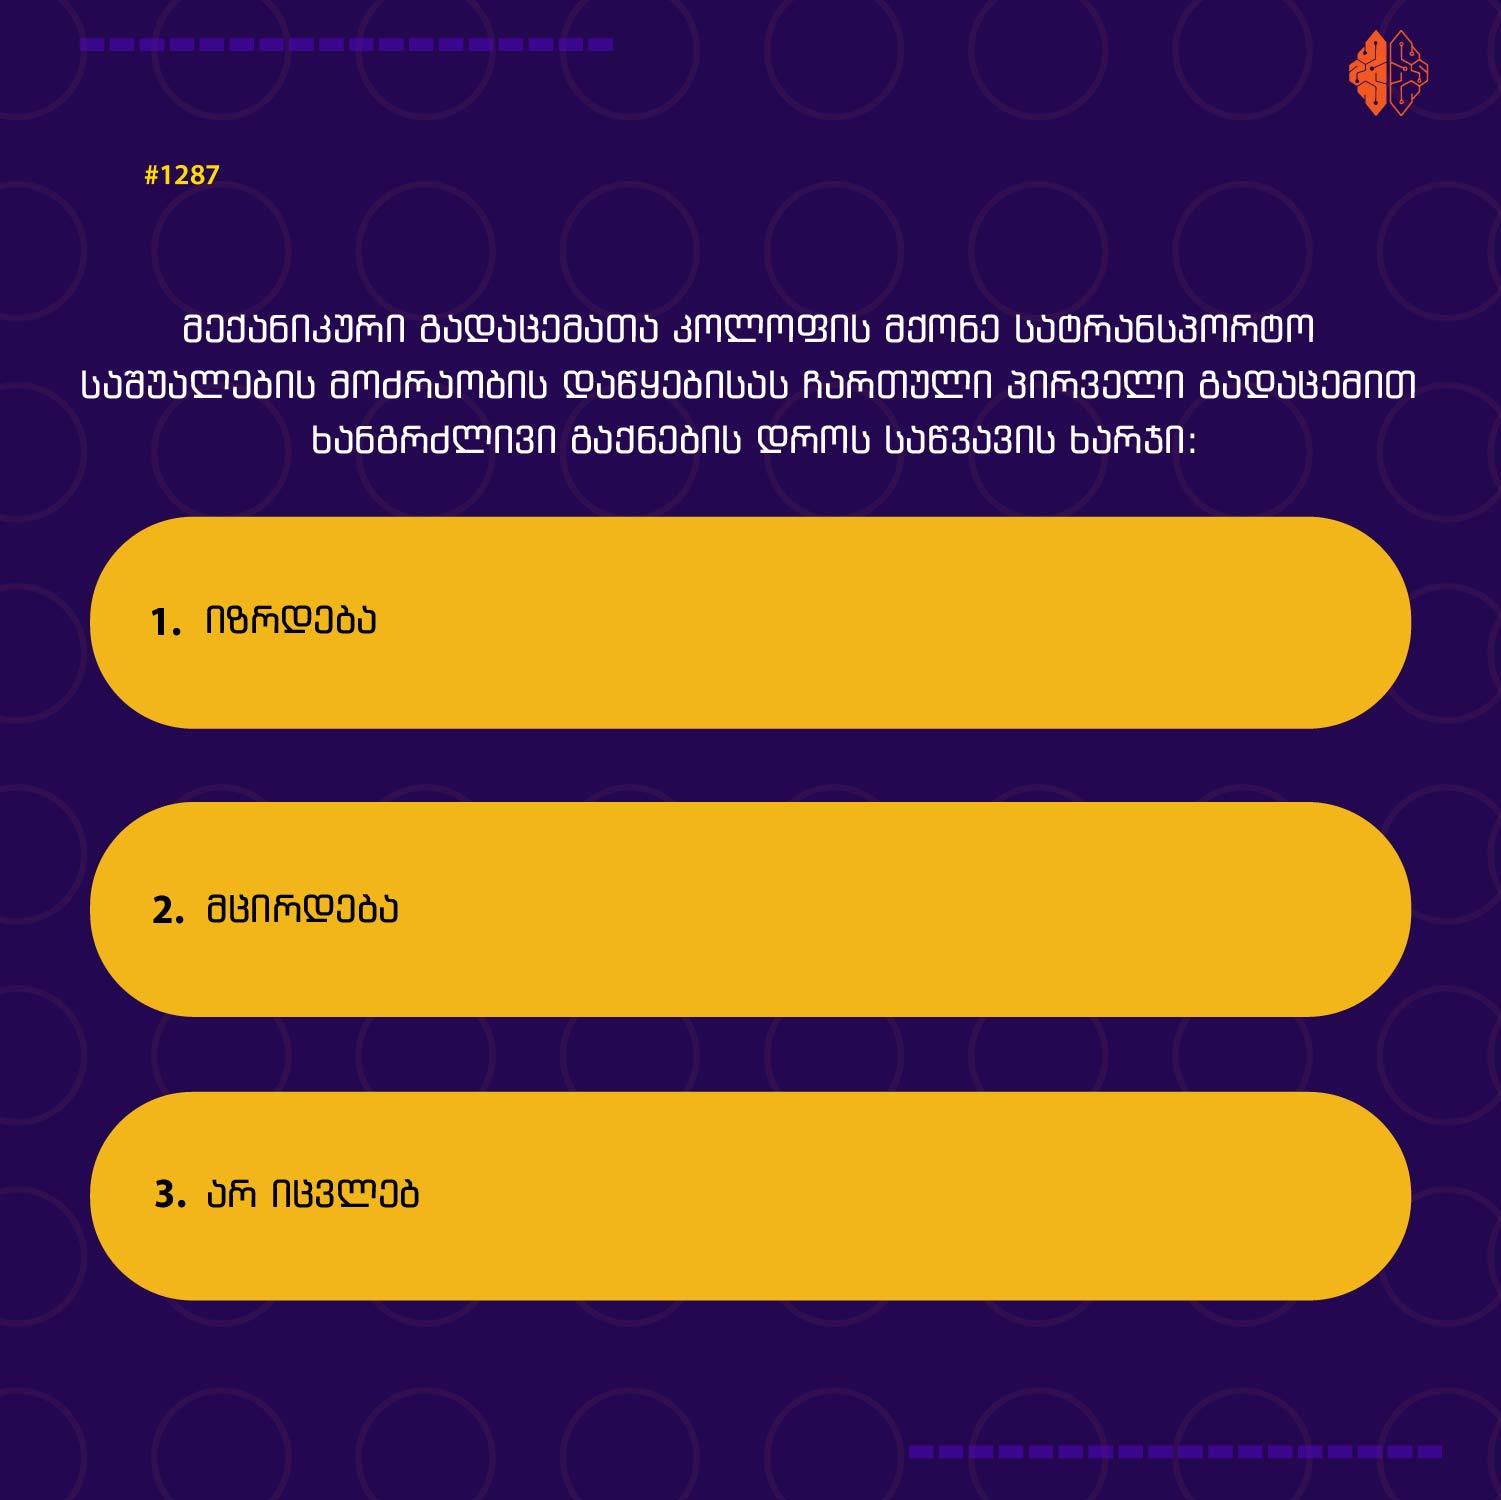 #1287
მექანიკური გადაცემათა კოლოფის მქონე სატრანსპორტო
საშუალების მოძრაობის დაწყებისას ჩართული პირველი გადაცემით
ხანგრძლივი გაქნების დროს საწვავის ხარჯი:
1. იზრდება
2. მცირდება
3. არ იცვლებ